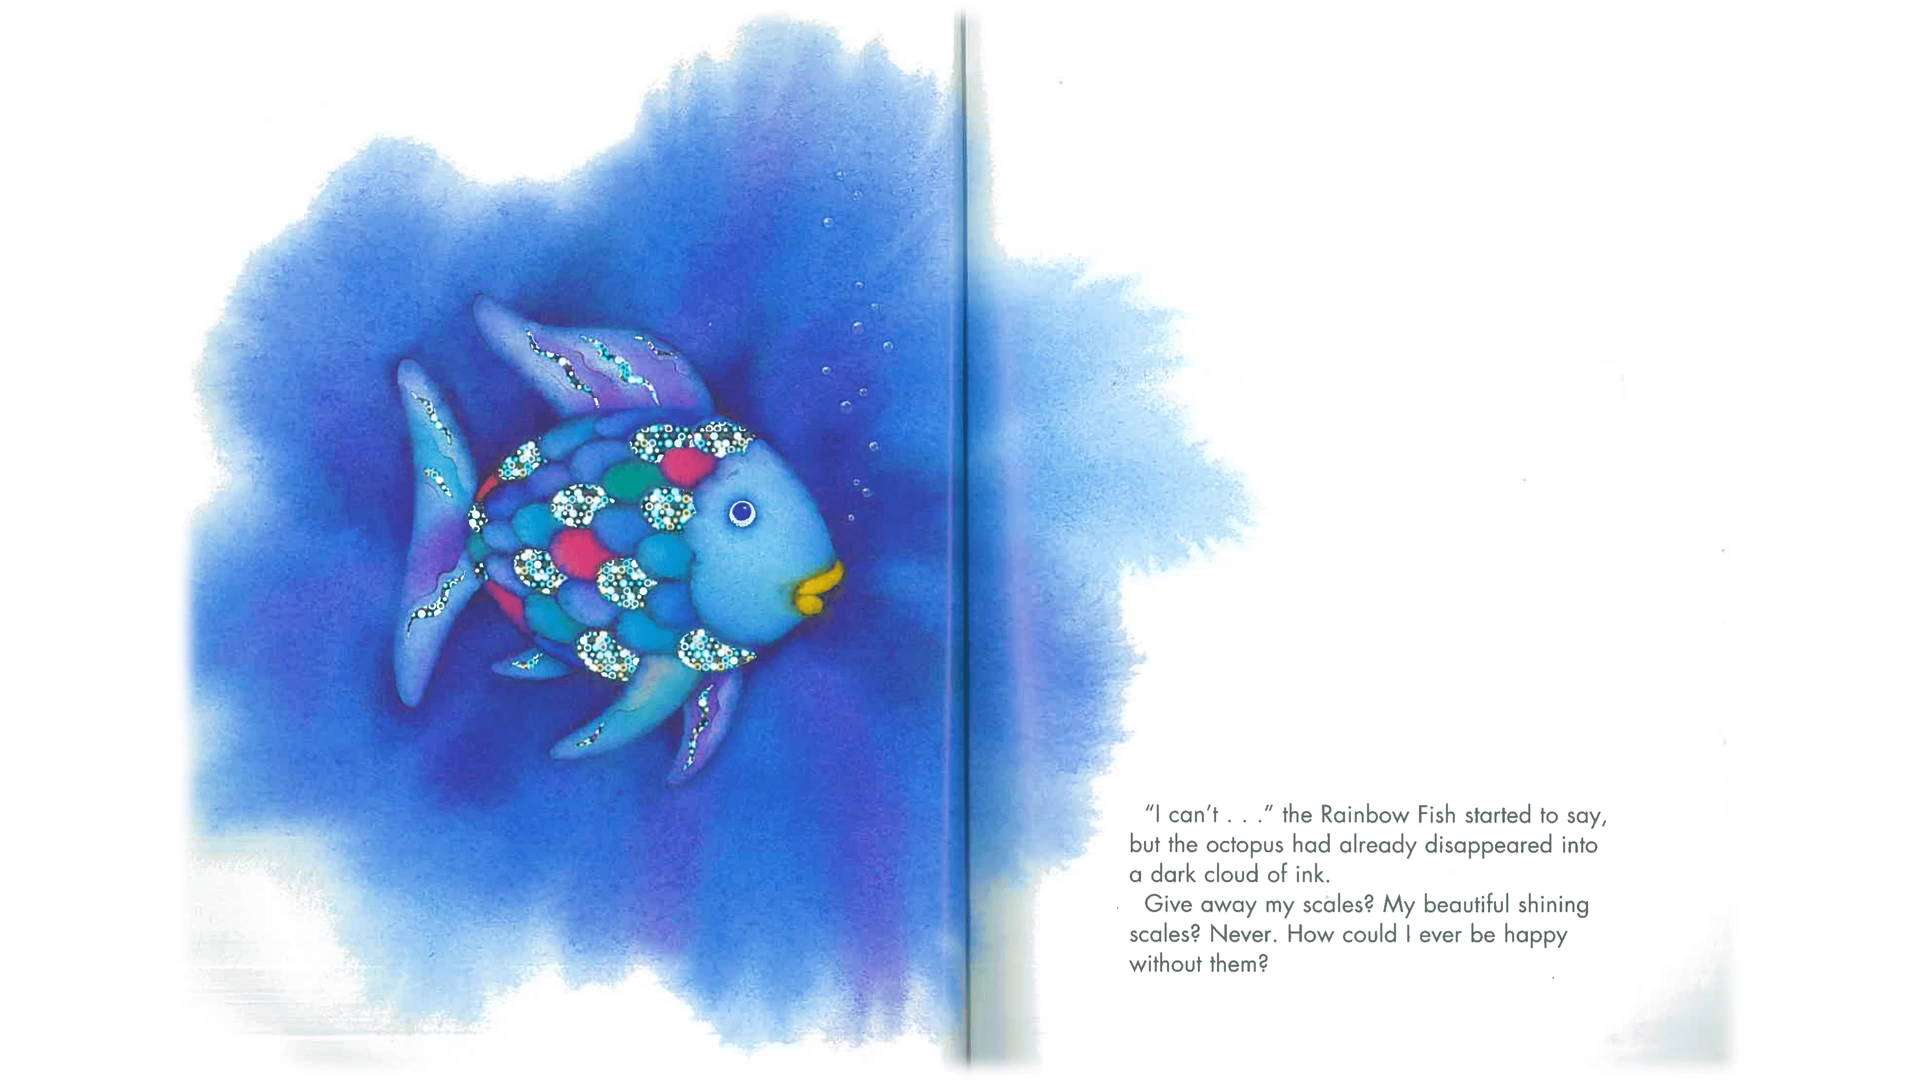 “I can’t . . .” the Rainbow Fish started to say,
but the octopus had already disappeared into
a dark cloud of ink.
Give away my scales? My beautiful shining
scales? Never. How could I ever be happy
without them?